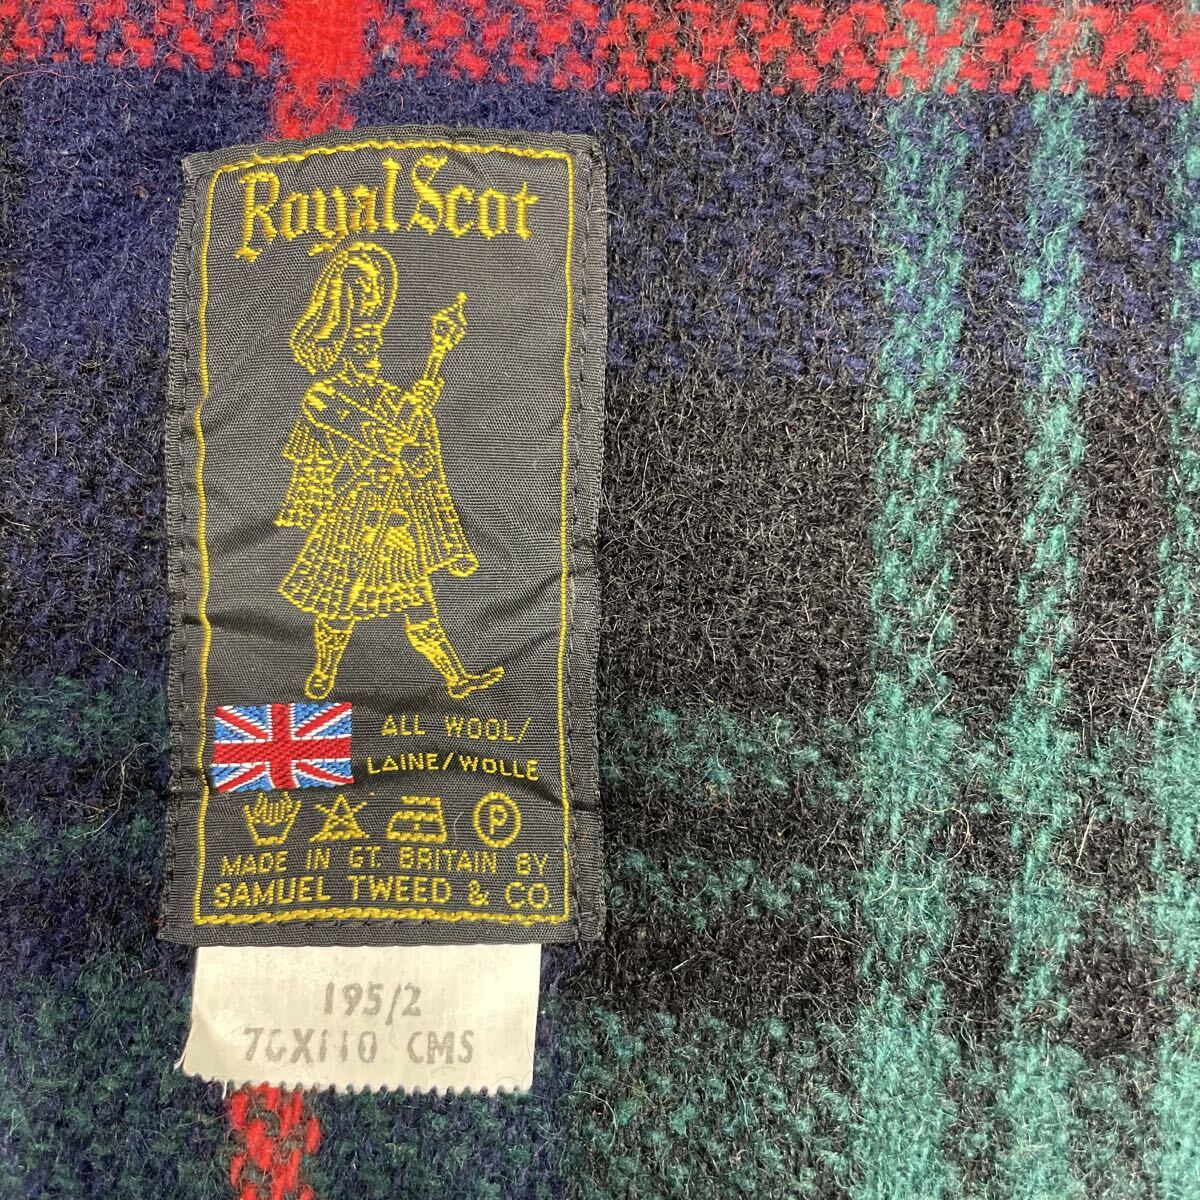 Royal Scot
ALL WOOL/
LAINE/WOLLE
P
MADE IN GT. BRITAIN BY
SAMUEL TWEED & CO.
195/2
76X110 CMS